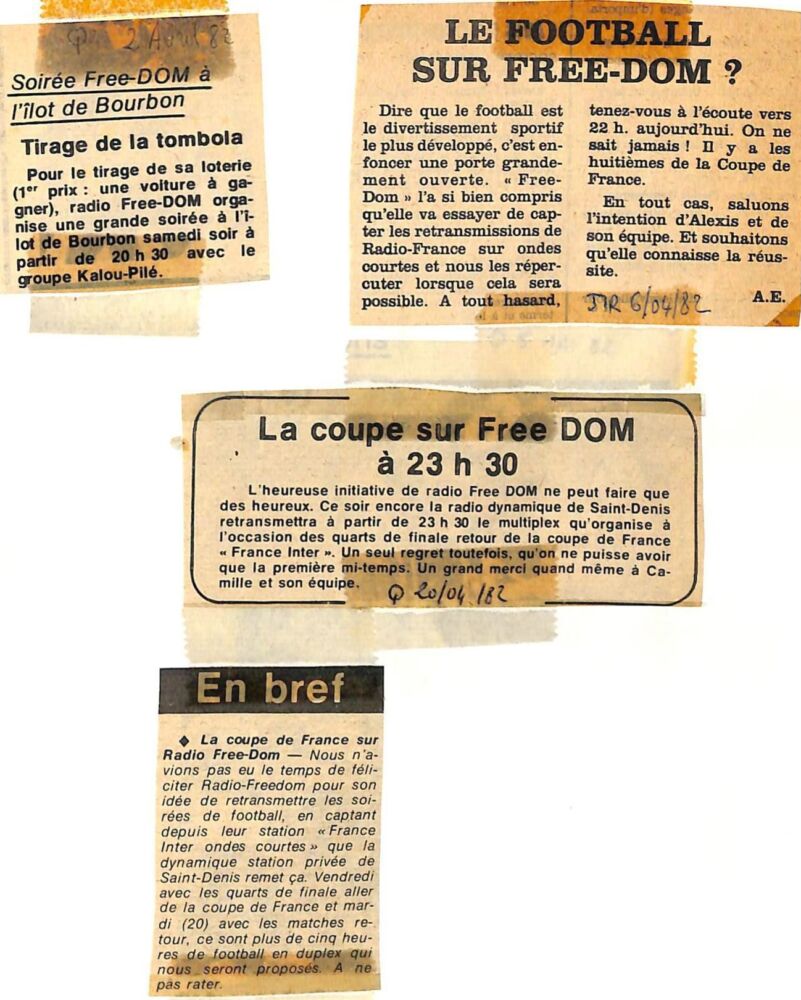 Q 2 Avril 82
Soirée Free-DOM à
l'îlot de Bourbon
Tirage de la tombola
Pour le tirage de sa loterie
(1er prix : une voiture à ga-
gner), radio Free-DOM orga-
nise une grande soirée à l'î-
lot de Bourbon samedi soir à
partir de 20 h 30 avec le
groupe Kalou-Pilé.
LE FOOTBALL
SUR FREE-DOM ?
Dire que le football est
le divertissement sportif
le plus développé, c'est en-
foncer une porte grande-
ment ouverte. « Free-
Dom » l'a si bien compris
qu'elle va essayer de cap-
ter les retransmissions de
Radio-France sur ondes
courtes et nous les réper-
cuter lorsque cela sera
possible. A tout hasard,
tenez-vous à l'écoute vers
22 h. aujourd'hui. On ne
sait jamais ! Il y a les
huitièmes de la Coupe de
France.
En tout cas, saluons
l'intention d'Alexis et de
son équipe. Et souhaitons
qu'elle connaisse la réus-
site.
JIR 6/04/82
A.E.
La coupe sur Free DOM
à 23 h 30
L'heureuse initiative de radio Free DOM ne peut faire que
des heureux. Ce soir encore la radio dynamique de Saint-Denis
retransmettra à partir de 23 h 30 le multiplex qu'organise à
l'occasion des quarts de finale retour de la coupe de France
« France Inter ». Un seul regret toutefois, qu'on ne puisse avoir
que la première mi-temps. Un grand merci quand même à Ca-
mille et son équipe.
Q 20/04/82
En bref
◆ La coupe de France sur
Radio Free-Dom — Nous n'a-
vions pas eu le temps de féli-
citer Radio-Freedom pour son
idée de retransmettre les soi-
rées de football, en captant
depuis leur station « France
Inter ondes courtes » que la
dynamique station privée de
Saint-Denis remet ça. Vendredi
avec les quarts de finale aller
de la coupe de France et mar-
di (20) avec les matches re-
tour, ce sont plus de cinq heu-
res de football en duplex qui
nous seront proposés. A ne
pas rater.